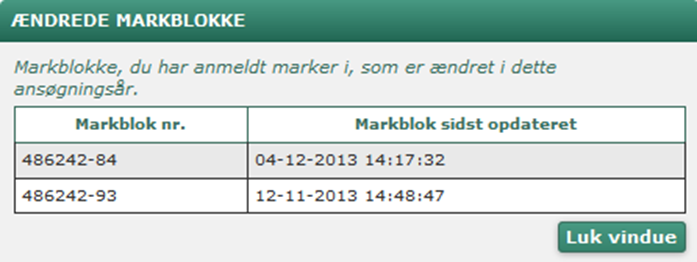 ÆNDREDE MARKBLOKKE
Markblokke, du har anmeldt marker i, som er ændret i dette
ansøgningsår.
Markblok nr. Markblok sidst opdateret
486242-84 04-12-2013 14:17:32
486242-93 12-11-2013 14:48:47
Luk vindue